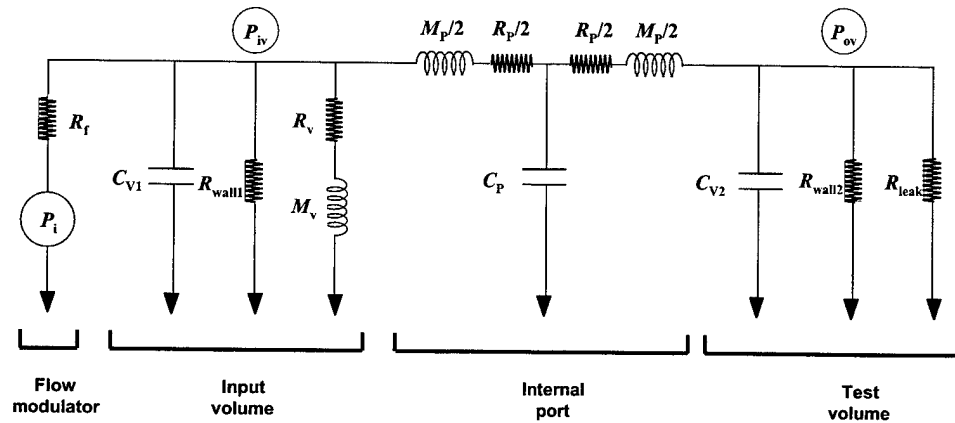 P_iv
M_P/2
R_P/2
R_P/2
M_P/2
P_ov
R_f
R_v
C_V1
R_wall1
C_P
C_V2
R_wall2
R_leak
P_i
M_v
Flow
modulator
Input
volume
Internal
port
Test
volume